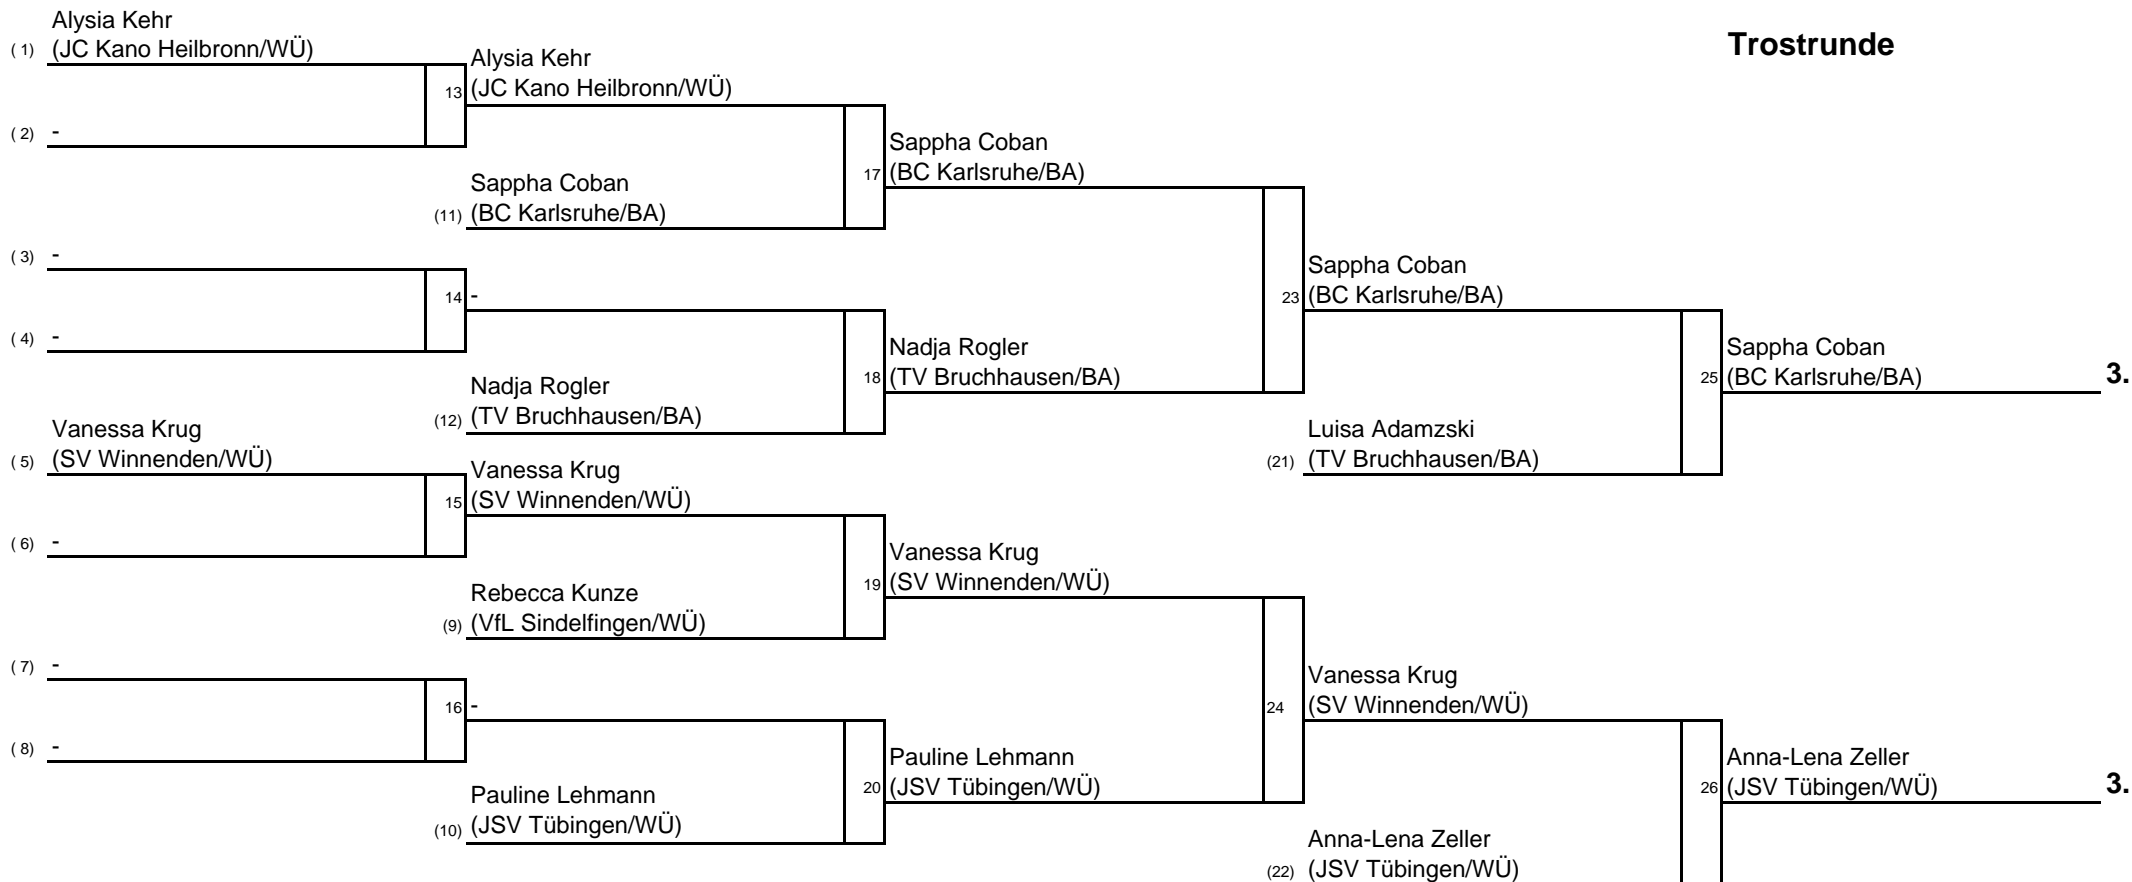 Trostrunde
Alysia Kehr
( 1) (JC Kano Heilbronn/WÜ)
Alysia Kehr
13 (JC Kano Heilbronn/WÜ)
( 2) -
Sappha Coban
17 (BC Karlsruhe/BA)
Sappha Coban
(11) (BC Karlsruhe/BA)
( 3) -
Sappha Coban
23 (BC Karlsruhe/BA)
14 -
( 4) -
Nadja Rogler
18 (TV Bruchhausen/BA)
Sappha Coban
25 (BC Karlsruhe/BA) 3.
Nadja Rogler
(12) (TV Bruchhausen/BA)
Vanessa Krug
( 5) (SV Winnenden/WÜ)
Luisa Adamzski
(21) (TV Bruchhausen/BA)
Vanessa Krug
15 (SV Winnenden/WÜ)
( 6) -
Vanessa Krug
19 (SV Winnenden/WÜ)
Rebecca Kunze
(9) (VfL Sindelfingen/WÜ)
( 7) -
Vanessa Krug
24 (SV Winnenden/WÜ)
16 -
( 8) -
Pauline Lehmann
20 (JSV Tübingen/WÜ)
Anna-Lena Zeller
26 (JSV Tübingen/WÜ) 3.
Pauline Lehmann
(10) (JSV Tübingen/WÜ)
Anna-Lena Zeller
(22) (JSV Tübingen/WÜ)